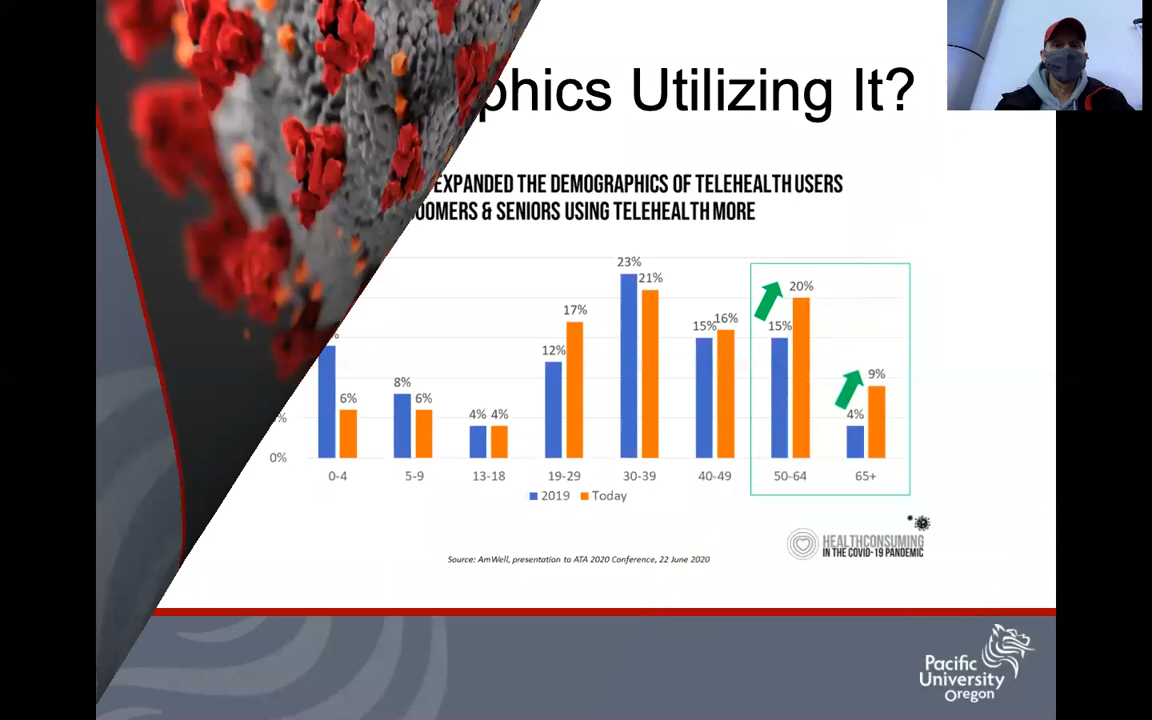 Utilizing It?
EXPANDED THE DEMOGRAPHICS OF TELEHEALTH USERS
& SENIORS USING TELEHEALTH MORE
23%
21%
20%
17%
15% 16% 15%
12%
9%
8%
6% 6%
4% 4% 4%
0%
0-4 5-9 13-18 19-29 30-39 40-49 50-64 65+
2019 Today
HEALTHCONSUMING
IN THE COVID-19 PANDEMIC
Source: AmWell, presentation to ATA 2020 Conference, 22 June 2020
Pacific
University
Oregon